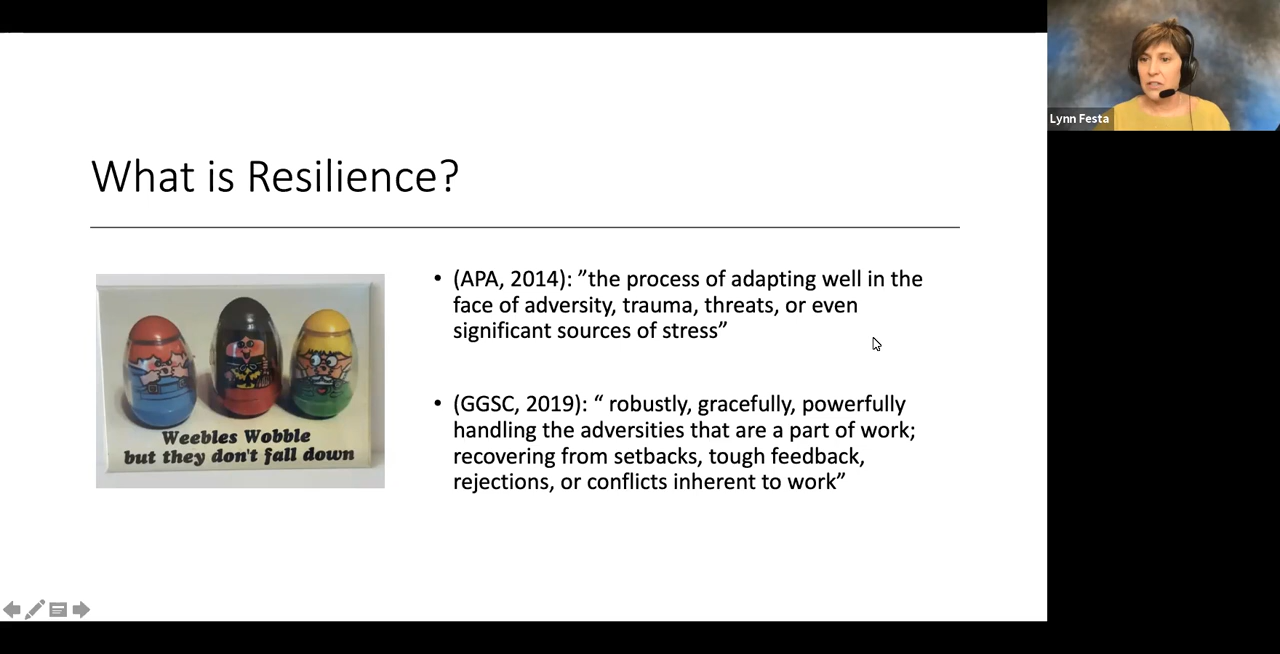 Lynn Festa
What is Resilience?
Weebles Wobble
but they don't fall down
• (APA, 2014): ”the process of adapting well in the
face of adversity, trauma, threats, or even
significant sources of stress”
• (GGSC, 2019): “ robustly, gracefully, powerfully
handling the adversities that are a part of work;
recovering from setbacks, tough feedback,
rejections, or conflicts inherent to work”